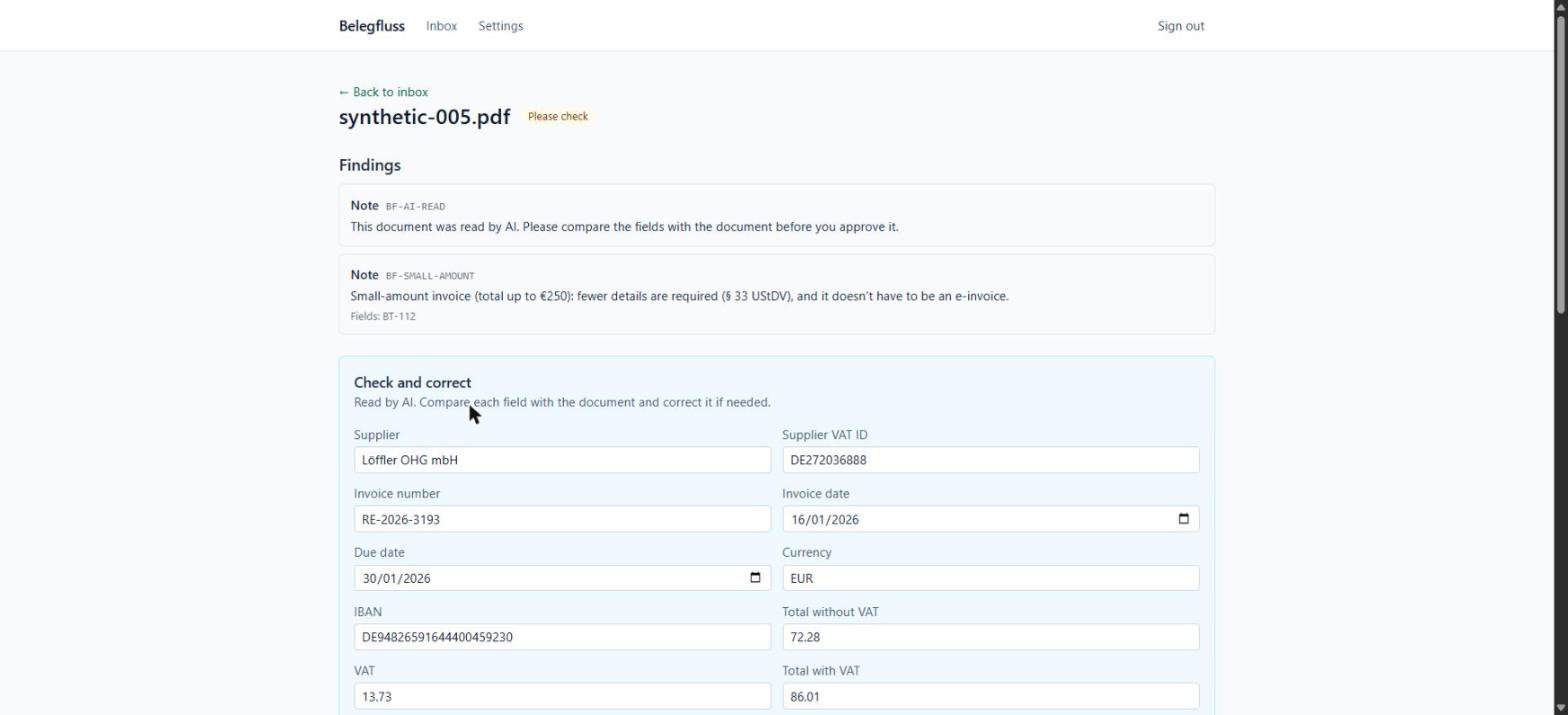 Belegfluss Inbox Settings Sign out
← Back to inbox
synthetic-005.pdf Please check
Findings
Note BF-AI-READ
This document was read by AI. Please compare the fields with the document before you approve it.
Note BF-SMALL-AMOUNT
Small-amount invoice (total up to €250): fewer details are required (§ 33 UStDV), and it doesn't have to be an e-invoice.
Fields: BT-112
Check and correct
Read by AI. Compare each field with the document and correct it if needed.
Supplier Supplier VAT ID
Löffler OHG mbH DE272036888
Invoice number Invoice date
RE-2026-3193 16/01/2026
Due date Currency
30/01/2026 EUR
IBAN Total without VAT
DE94826591644400459230 72.28
VAT Total with VAT
13.73 86.01